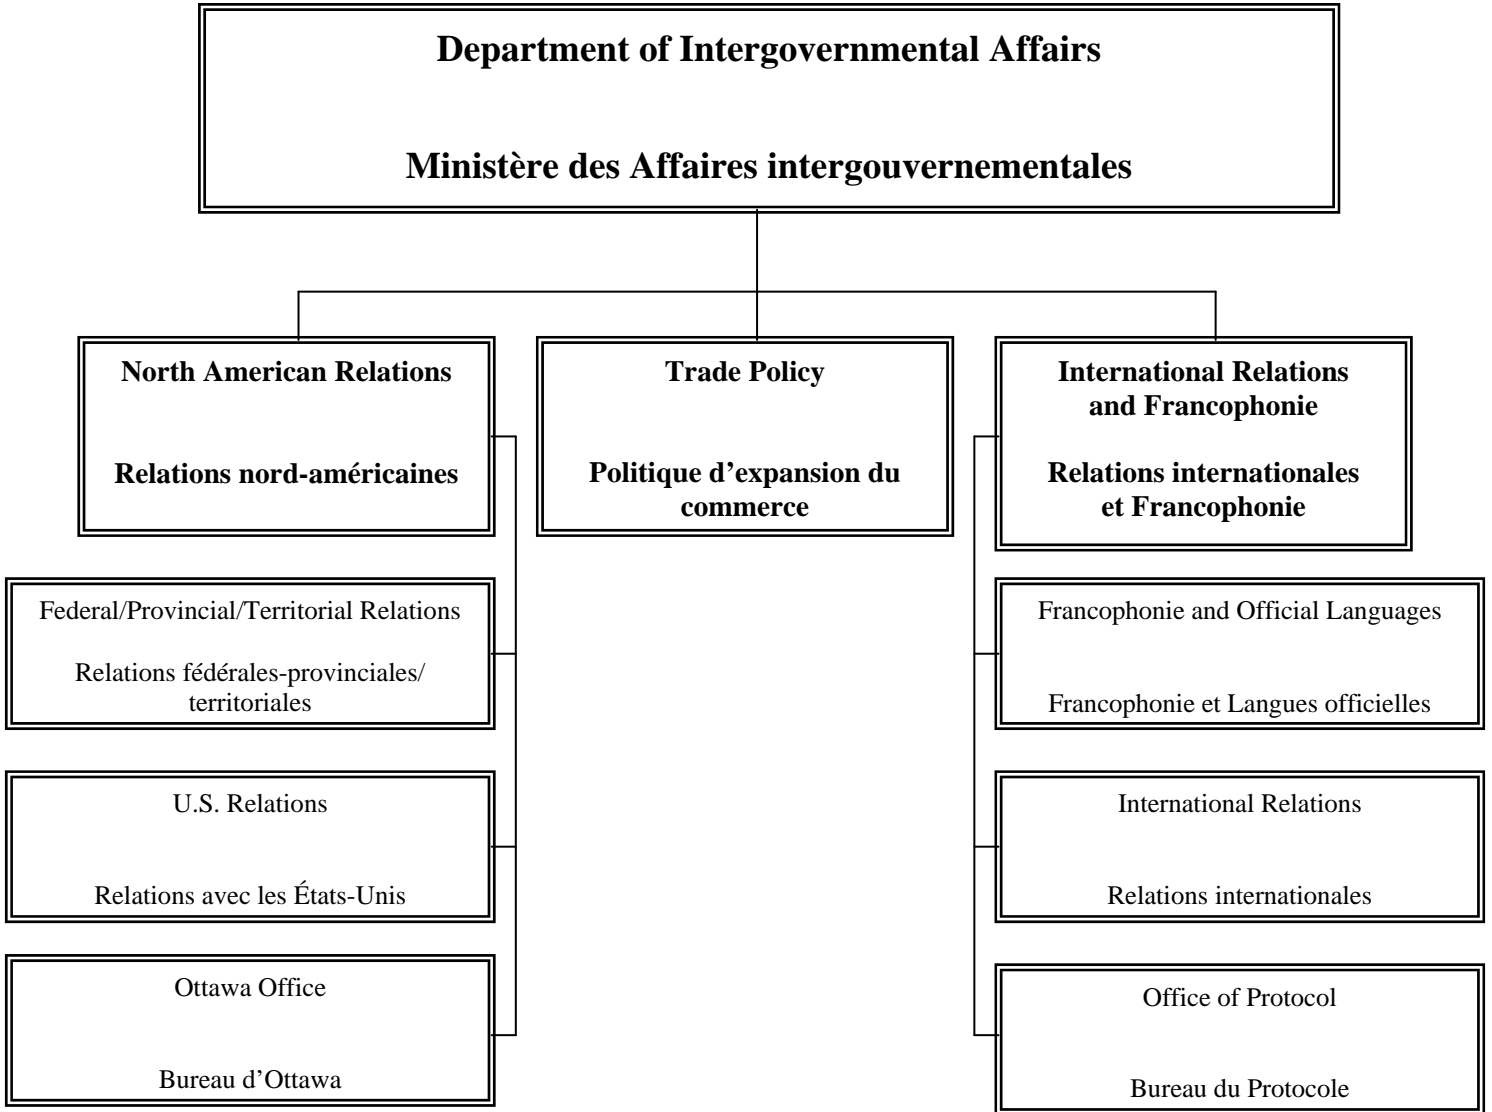 Department of Intergovernmental Affairs
Ministère des Affaires intergouvernementales
North American Relations
Relations nord-américaines
Trade Policy
Politique d’expansion du
commerce
International Relations
and Francophonie
Relations internationales
et Francophonie
Federal/Provincial/Territorial Relations
Relations fédérales-provinciales/
territoriales
U.S. Relations
Relations avec les États-Unis
Ottawa Office
Bureau d’Ottawa
Francophonie and Official Languages
Francophonie et Langues officielles
International Relations
Relations internationales
Office of Protocol
Bureau du Protocole